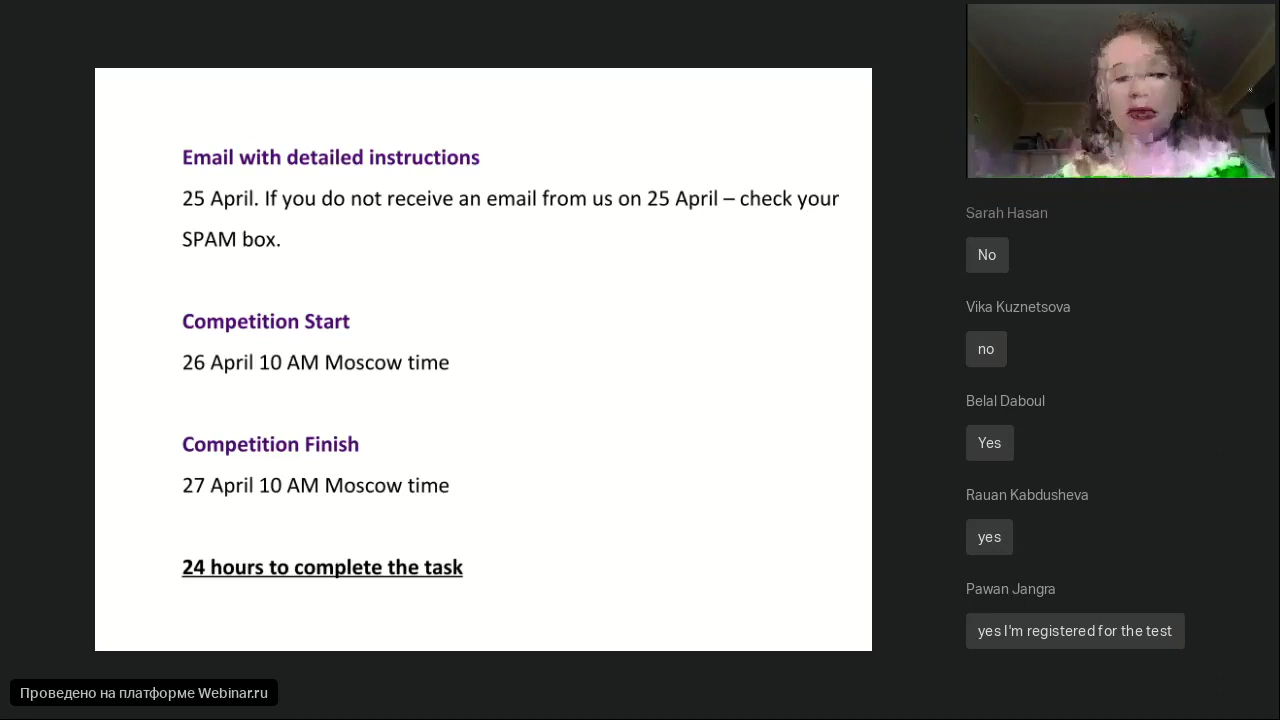 Email with detailed instructions
25 April. If you do not receive an email from us on 25 April – check your
SPAM box.
Competition Start
26 April 10 AM Moscow time
Competition Finish
27 April 10 AM Moscow time
24 hours to complete the task
Sarah Hasan
No
Vika Kuznetsova
no
Belal Daboul
Yes
Rauan Kabdusheva
yes
Pawan Jangra
yes I'm registered for the test
Проведено на платформе Webinar.ru